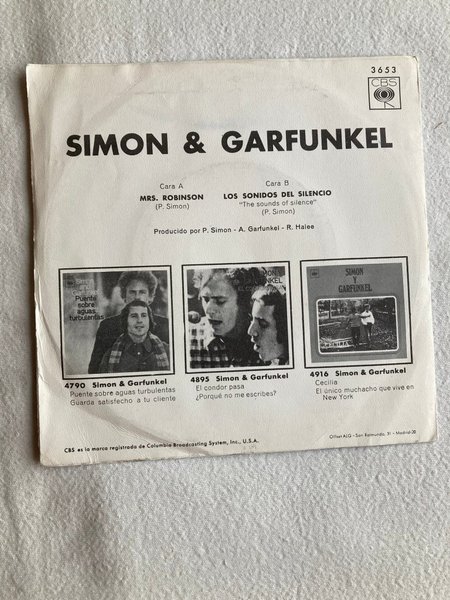 3653
CBS
SIMON & GARFUNKEL
Cara A
MRS. ROBINSON
(P. Simon)
Cara B
LOS SONIDOS DEL SILENCIO
"The sounds of silence"
(P. Simon)
Producido por P. Simon - A. Garfunkel - R. Halee
Puente
sobre
aguas
turbulentas
SIMON
Y
GARFUNKEL
CECILIA
4790 Simon & Garfunkel
Puente sobre aguas turbulentas
Guarda satisfecho a tu cliente
4895 Simon & Garfunkel
El condor pasa
¿Porqué no me escribes?
4916 Simon & Garfunkel
Cecilia
El único muchacho que vive en
New York
CBS es la marca registrada de Columbia Broadcasting System, Inc., U.S.A.
Offset ALG - San Raimundo, 31 - Madrid-20